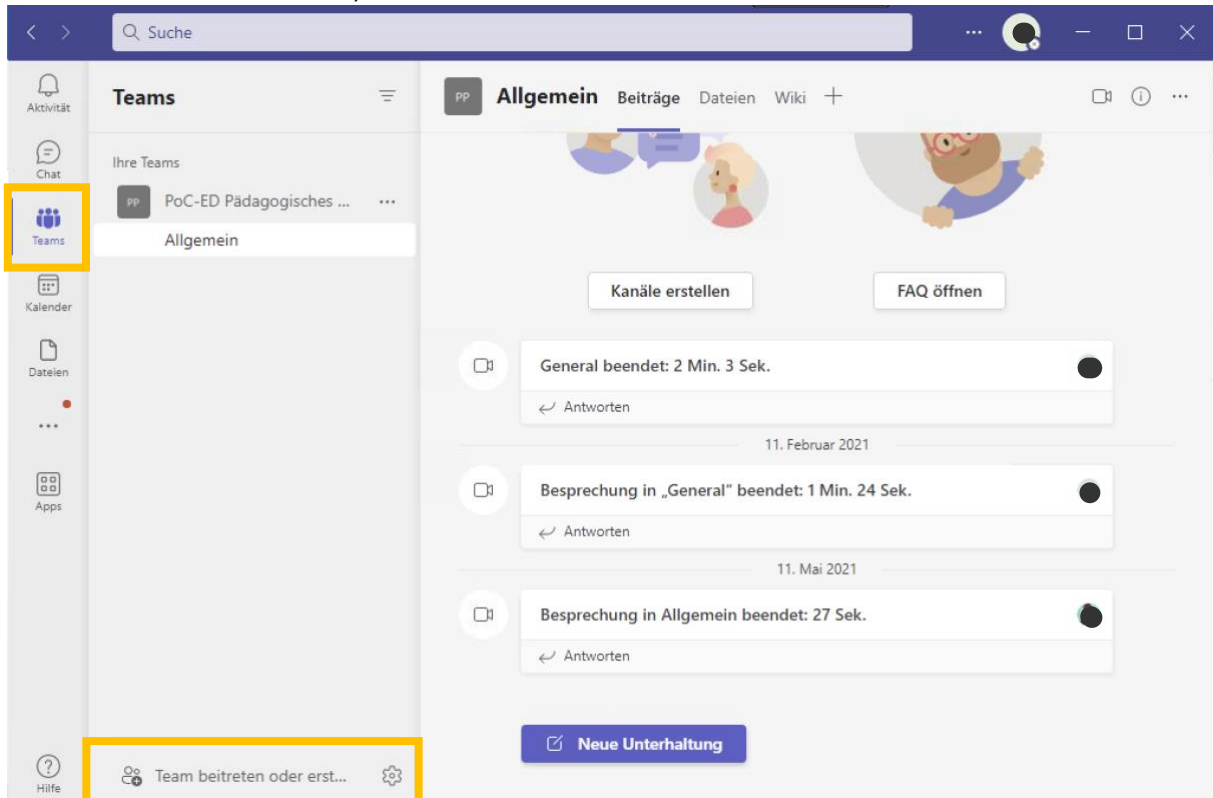 Suche
Aktivität
Chat
Teams
Kalender
Dateien
Apps
Hilfe
Teams
Ihre Teams
PP PoC-ED Pädagogisches ...
Allgemein
Team beitreten oder erst...
PP Allgemein Beiträge Dateien Wiki
Kanäle erstellen FAQ öffnen
General beendet: 2 Min. 3 Sek.
Antworten
11. Februar 2021
Besprechung in „General“ beendet: 1 Min. 24 Sek.
Antworten
11. Mai 2021
Besprechung in Allgemein beendet: 27 Sek.
Antworten
Neue Unterhaltung